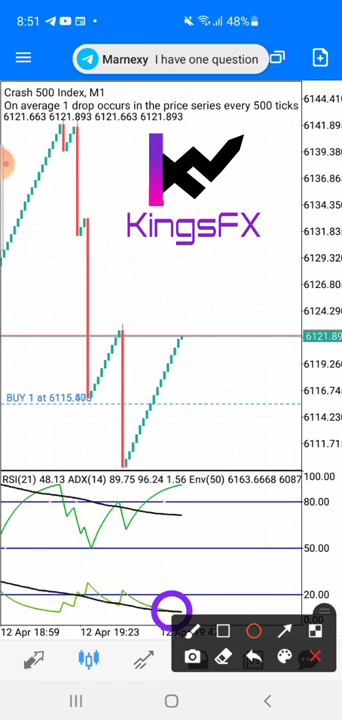 8:51 48%
Marnexy I have one question
Crash 500 Index, M1
On average 1 drop occurs in the price series every 500 ticks
6121.663 6121.893 6121.663 6121.893
KingsFX
6144.41
6141.89
6139.38
6136.86
6134.35
6131.83
6129.32
6126.80
6124.29
6121.89
6119.26
6116.74
BUY 1 at
6114.23
6111.71
RSI(21) 48.13 ADX(14) 89.75 96.24 1.56 Env(50) 6163.6668 6087
100.00
80.00
50.00
20.00
0.00
12 Apr 18:59 12 Apr 19:23